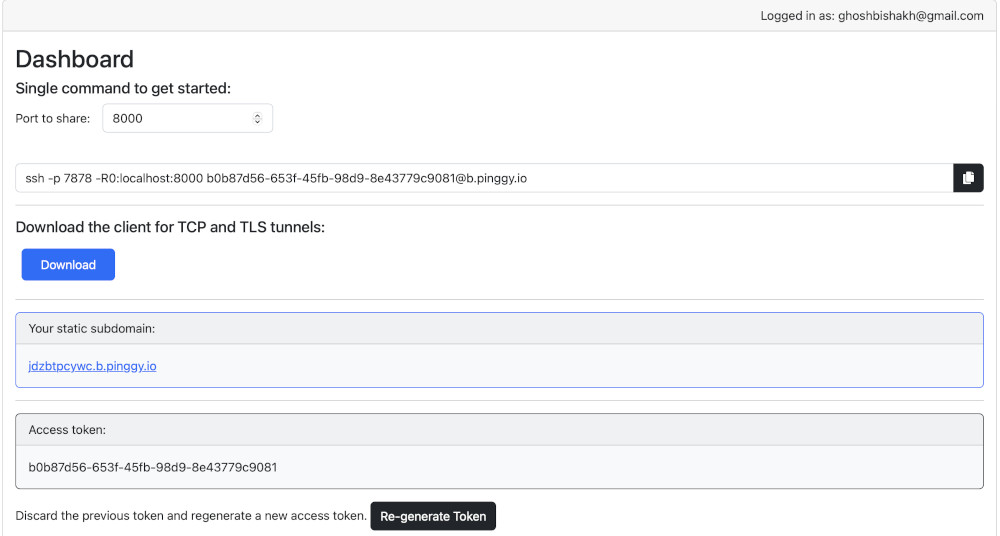 Logged in as: ghoshbishakh@gmail.com
Dashboard
Single command to get started:
Port to share: 8000
ssh -p 7878 -R0:localhost:8000 b0b87d56-653f-45fb-98d9-8e43779c9081@b.pinggy.io
Download the client for TCP and TLS tunnels:
Download
Your static subdomain:
jdzbtpcywc.b.pinggy.io
Access token:
b0b87d56-653f-45fb-98d9-8e43779c9081
Discard the previous token and regenerate a new access token. Re-generate Token